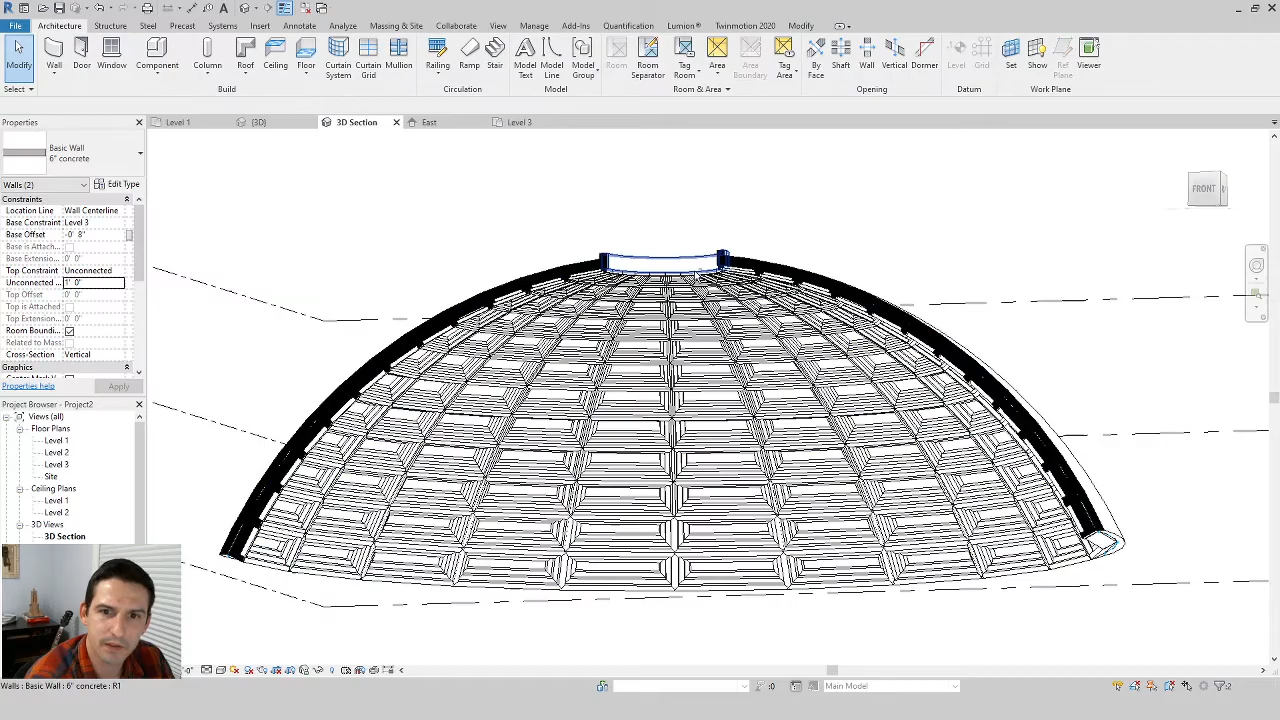 File Architecture Structure Steel Precast Systems Insert Annotate Analyze Massing & Site Collaborate View Manage Add-Ins Quantification Lumion® Twinmotion 2020 Modify
Modify Wall Door Window Component Column Roof Ceiling Floor Curtain System Curtain Grid Mullion Railing Ramp Stair Model Text Model Line Model Group Room Room Separator Tag Room Area Area Boundary Tag Area By Face Shaft Wall Vertical Dormer Level Grid Set Show Ref Plane Viewer
Select Build Circulation Model Room & Area Opening Datum Work Plane
Properties
Level 1 {3D} 3D Section East Level 3
Basic Wall
6" concrete
Walls (2) Edit Type
Constraints
Location Line Wall Centerline
Base Constraint Level 3
Base Offset -0' 8"
Base is Attach...
Base Extensio... 0' 0"
Top Constraint Unconnected
Unconnected ... 1' 0"
Top Offset 0' 0"
Top is Attached
Top Extension... 0' 0"
Room Boundi...
Related to Mass
Cross-Section Vertical
Graphics
Properties help Apply
Project Browser - Project2
Views (all)
Floor Plans
Level 1
Level 2
Level 3
Site
Ceiling Plans
Level 1
Level 2
3D Views
3D Section
FRONT
Walls : Basic Wall : 6" concrete : R1
:0
Main Model
:2